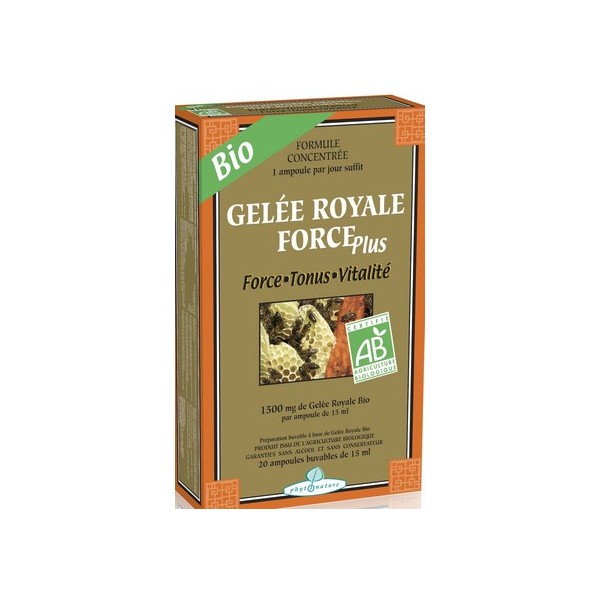 Bio
FORMULE
CONCENTRÉE
1 ampoule par jour suffit
GELÉE ROYALE
FORCE Plus
Force▪Tonus▪Vitalité
CERTIFIÉ
AB
AGRICULTURE
BIOLOGIQUE
1500 mg de Gelée Royale Bio
par ampoule de 15 ml
Préparation buvable à base de Gelée Royale Bio
PRODUIT ISSU DE L'AGRICULTURE BIOLOGIQUE
GARANTIES SANS ALCOOL ET SANS CONSERVATEUR
20 ampoules buvables de 15 ml
phytonature